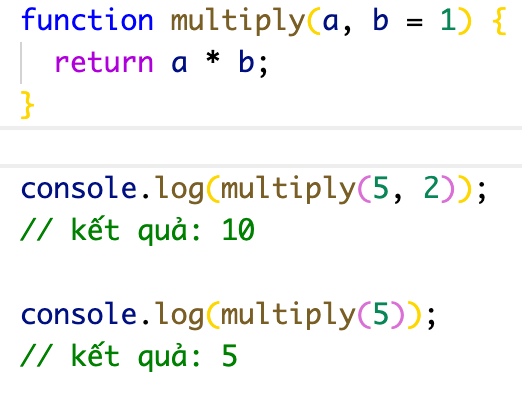 function multiply(a, b = 1) {
  return a * b;
}
console.log(multiply(5, 2));
// kết quả: 10
console.log(multiply(5));
// kết quả: 5